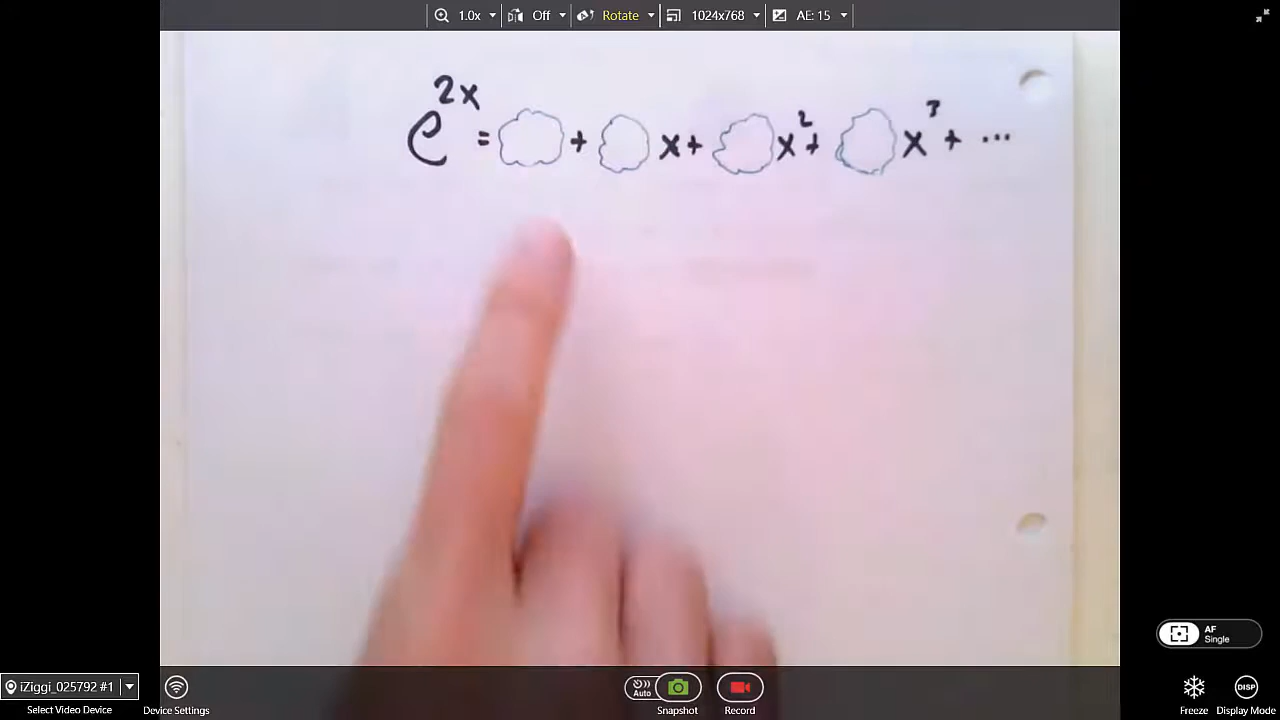 1.0x Off Rotate 1024x768 AE: 15
e^{2x} = + x + x^2 + x^3 + ...
AF
Single
iZiggi_025792 #1
Select Video Device
Device Settings
Auto
Snapshot
Record
Freeze
DISP
Display Mode